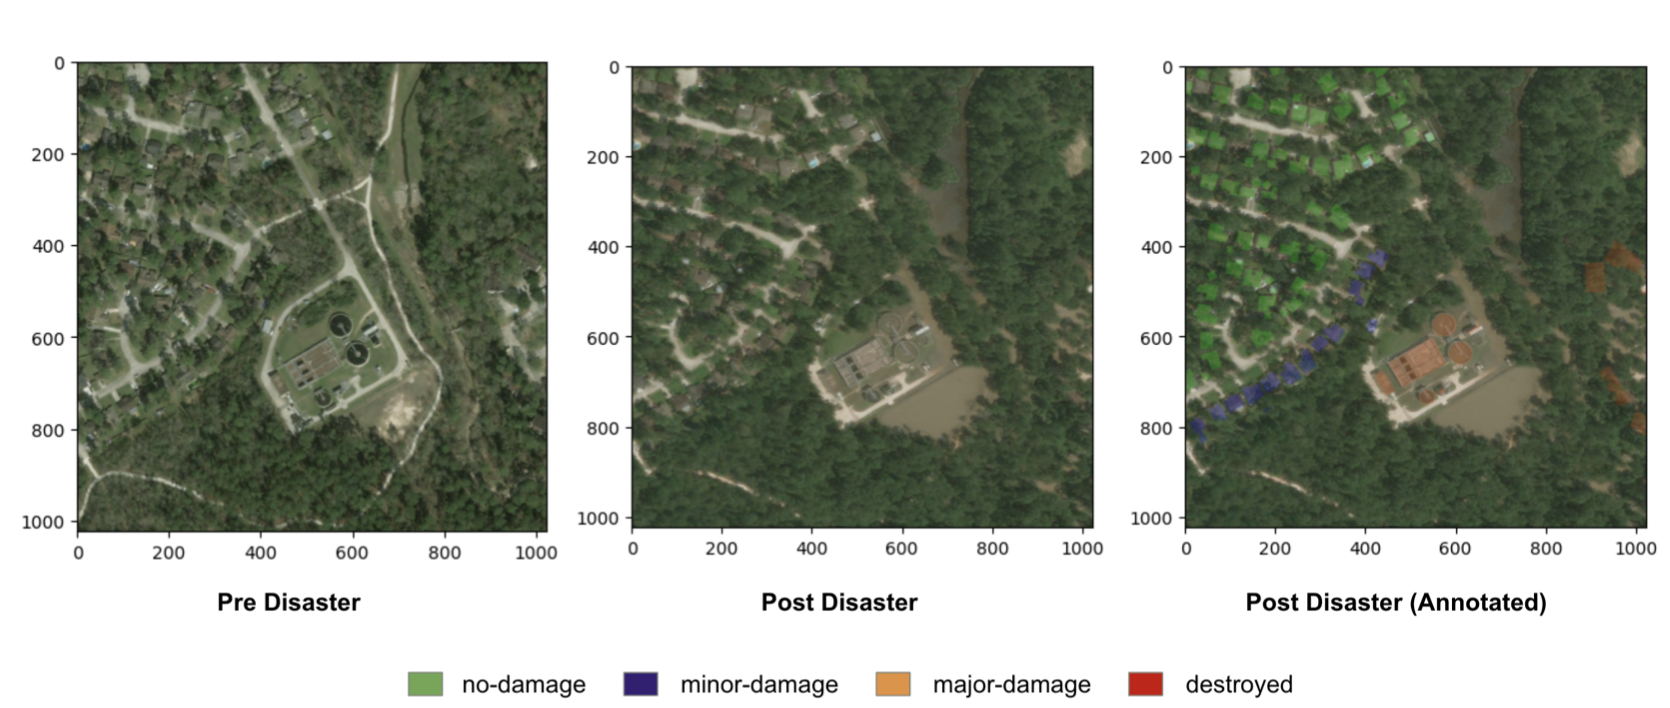 0
200
400
600
800
1000
0 200 400 600 800 1000
Pre Disaster
0
200
400
600
800
1000
0 200 400 600 800 1000
Post Disaster
0
200
400
600
800
1000
0 200 400 600 800 1000
Post Disaster (Annotated)
no-damage minor-damage major-damage destroyed